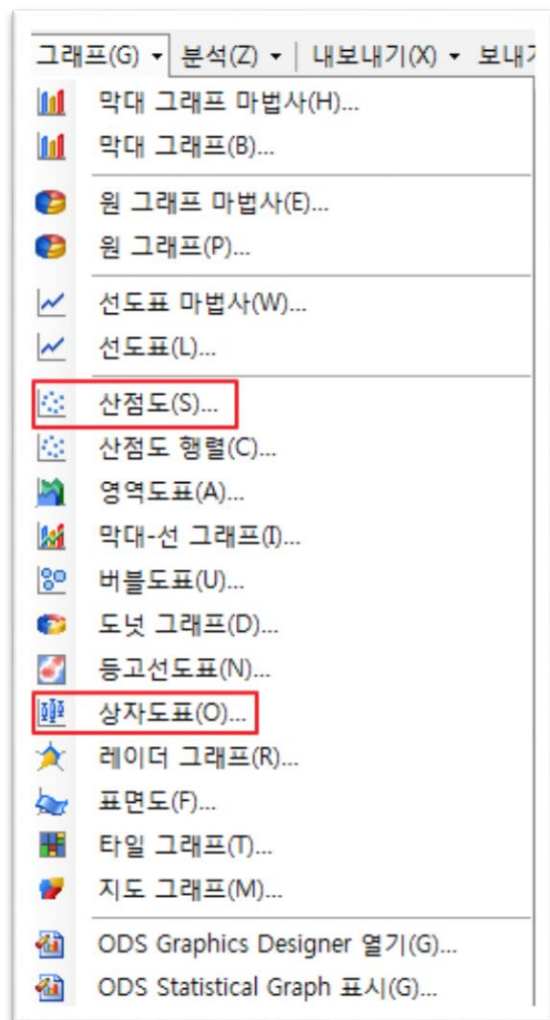 그래프(G) 분석(Z) 내보내기(X) 보내
막대 그래프 마법사(H)...
막대 그래프(B)...
원 그래프 마법사(E)...
원 그래프(P)...
선도표 마법사(W)...
선도표(L)...
산점도(S)...
산점도 행렬(C)...
영역도표(A)...
막대-선 그래프(I)...
버블도표(U)...
도넛 그래프(D)...
등고선도표(N)...
상자도표(O)...
레이더 그래프(R)...
표면도(F)...
타일 그래프(T)...
지도 그래프(M)...
ODS Graphics Designer 열기(G)...
ODS Statistical Graph 표시(G)...